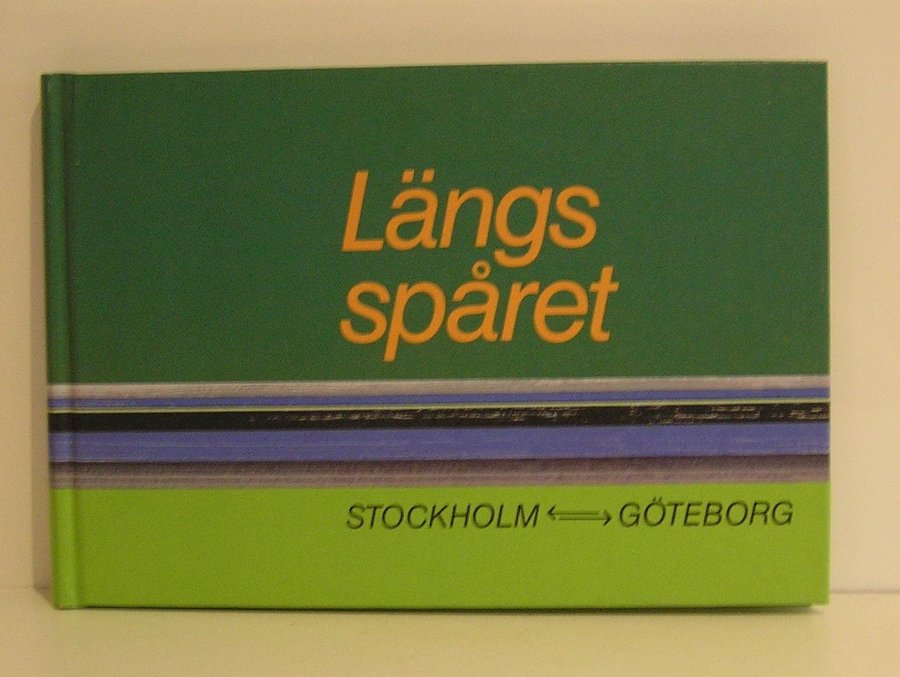 Längs
spåret
STOCKHOLM ⟷ GÖTEBORG